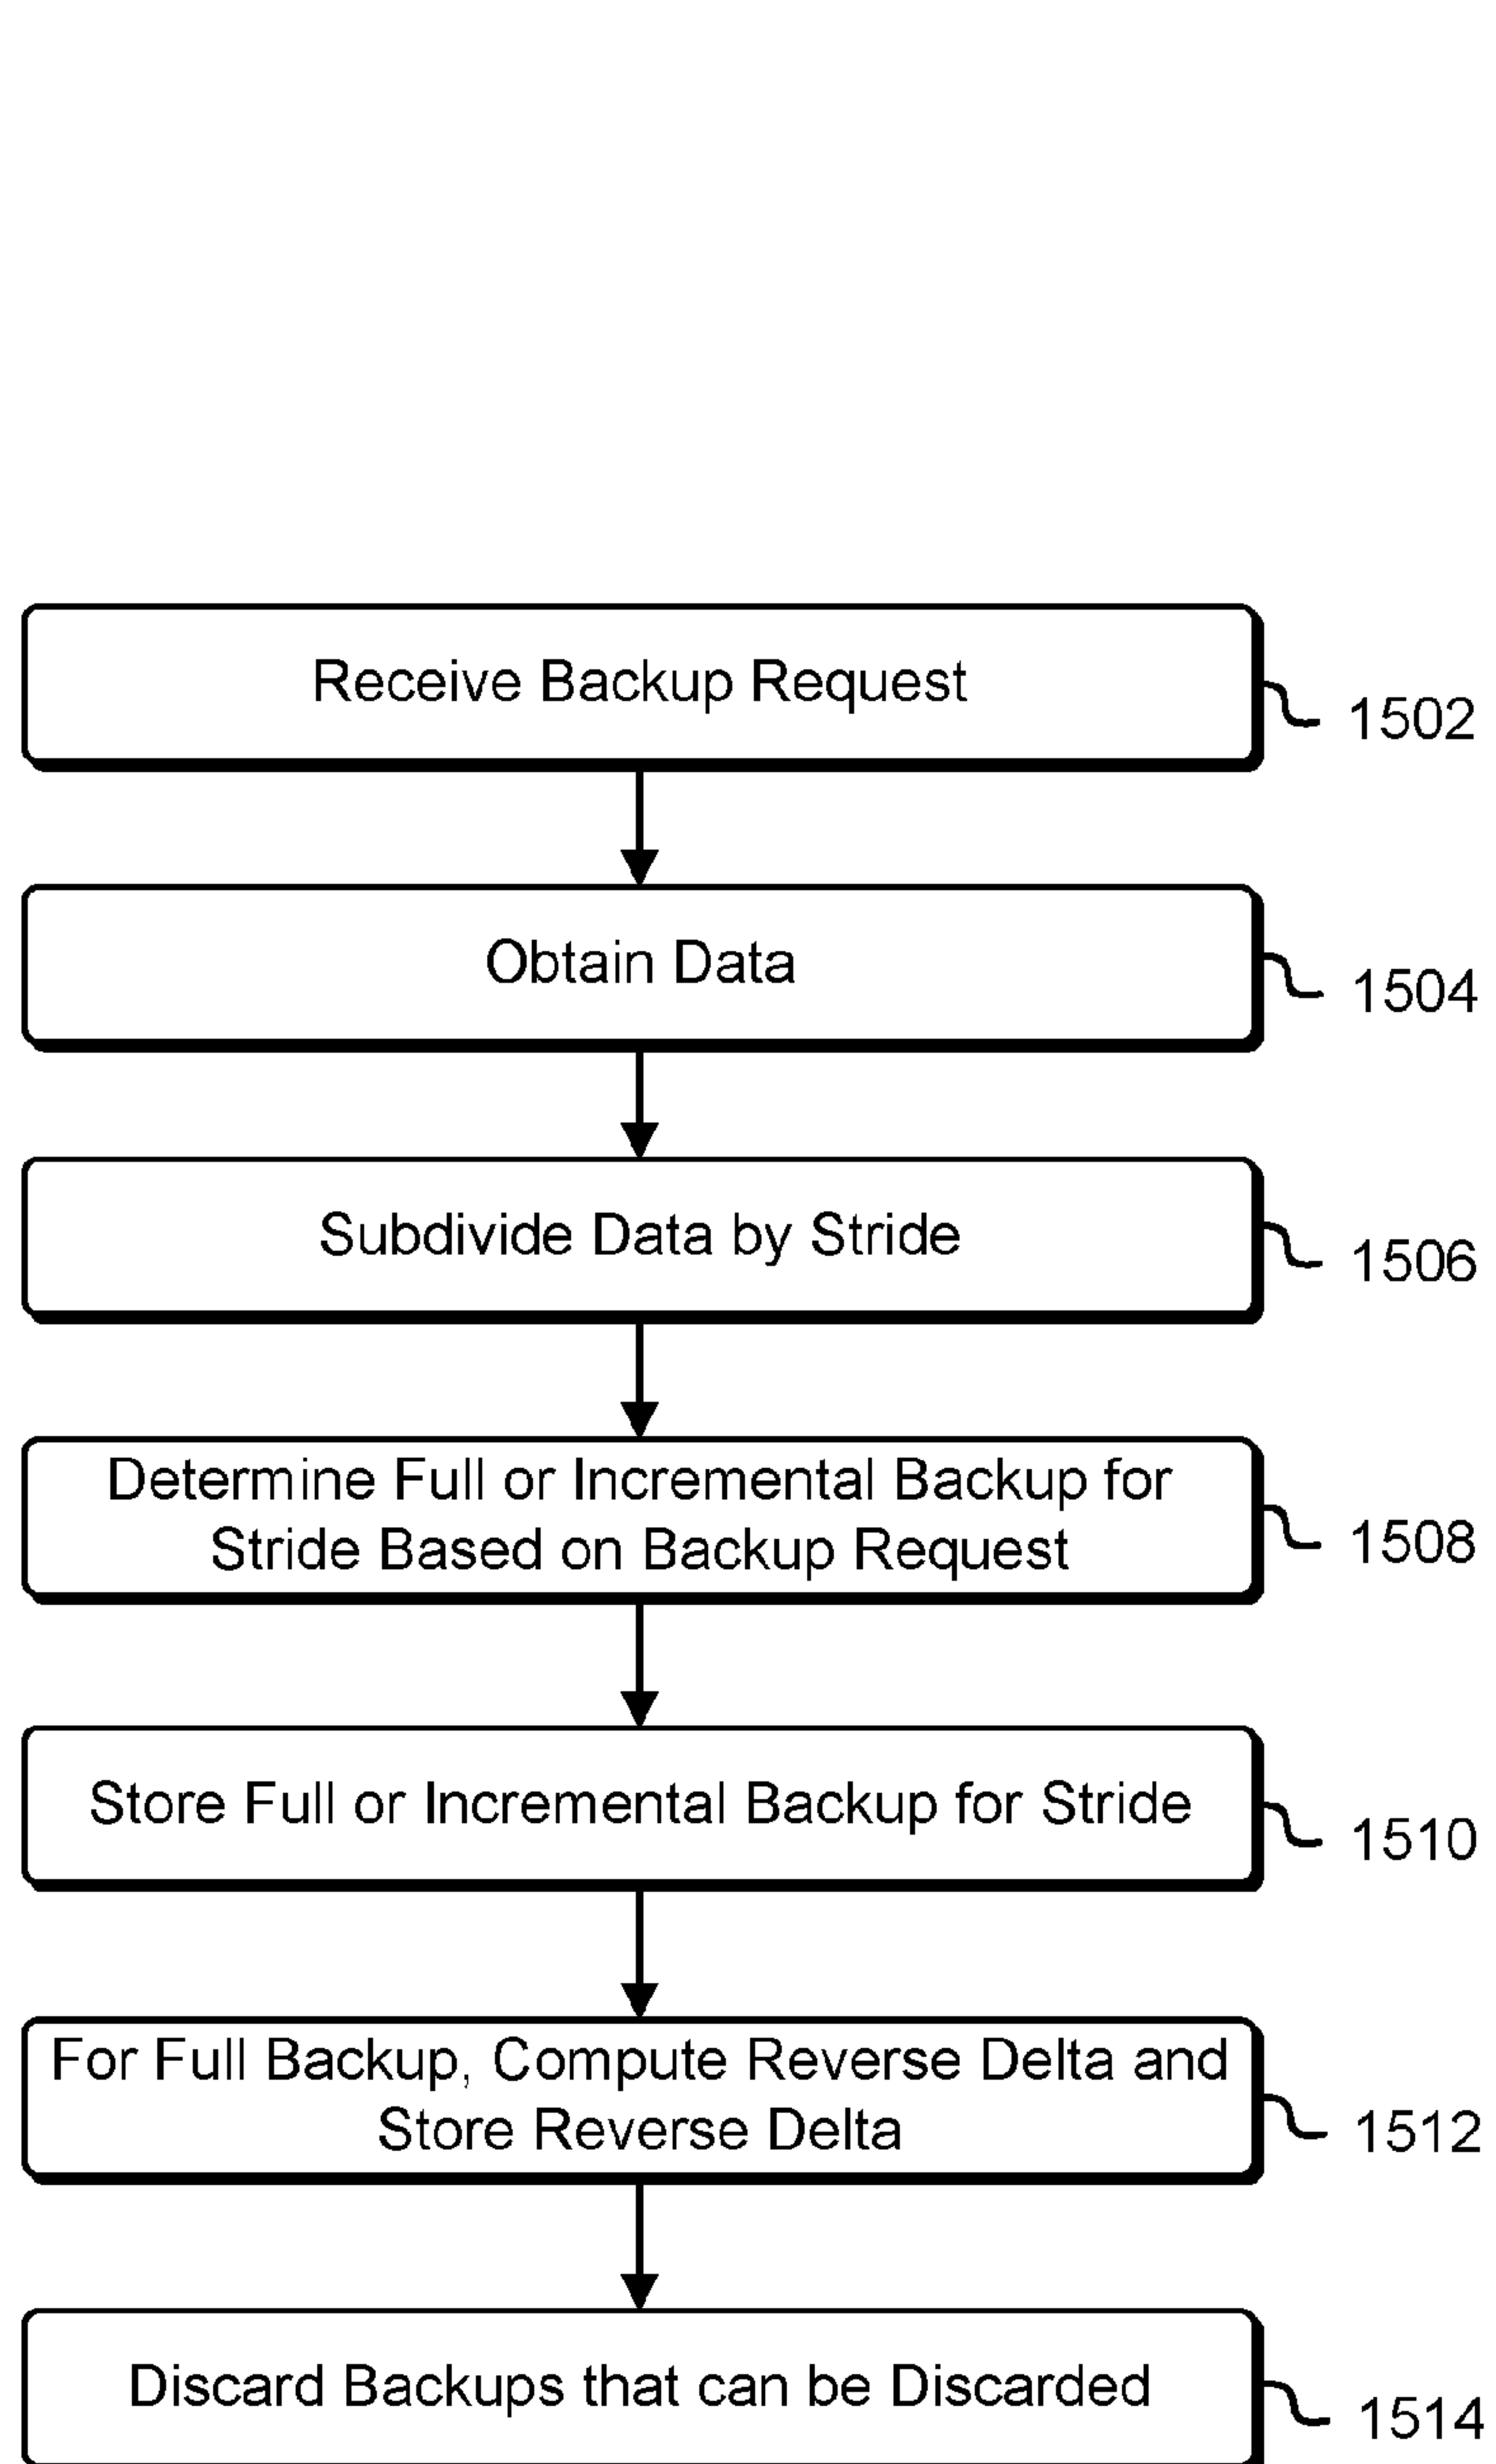 Receive Backup Request
1502
Obtain Data
1504
Subdivide Data by Stride
1506
Determine Full or Incremental Backup for
Stride Based on Backup Request
1508
Store Full or Incremental Backup for Stride
1510
For Full Backup, Compute Reverse Delta and
Store Reverse Delta
1512
Discard Backups that can be Discarded
1514